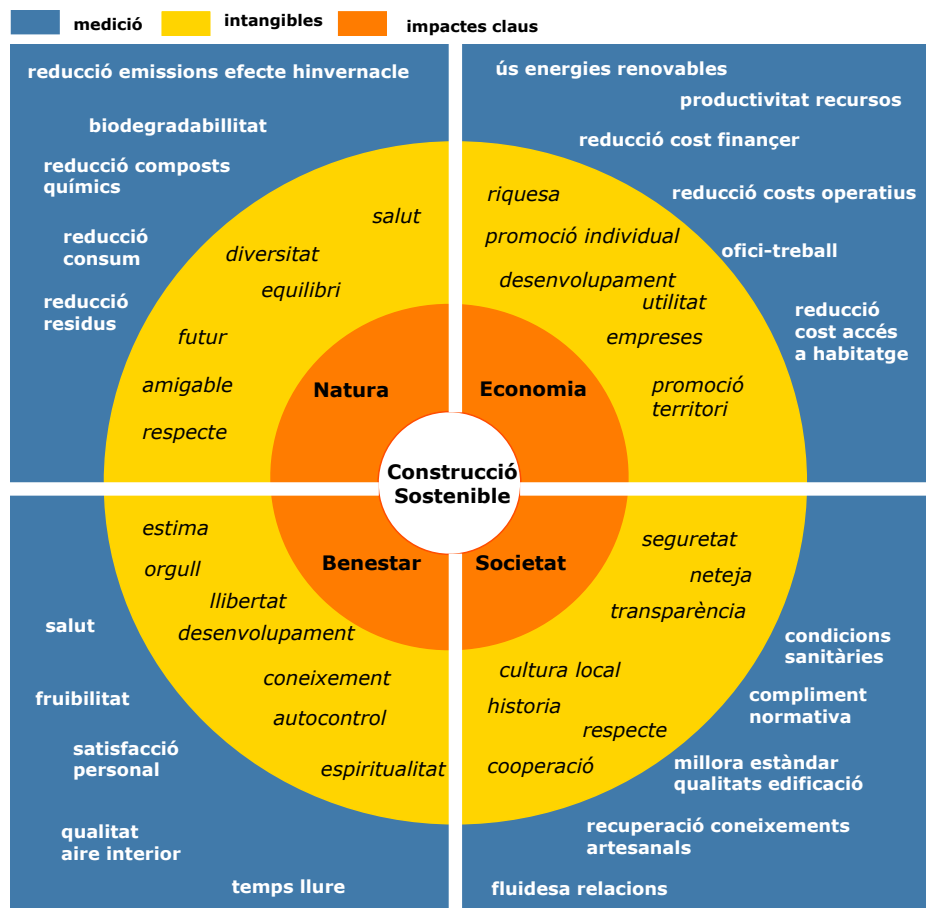 medició
intangibles
impactes claus
reducció emissions efecte hinvernacle
biodegradabillitat
reducció composts
químics
reducció
consum
reducció
residus
salut
diversitat
equilibri
futur
amigable
respecte
Natura
ús energies renovables
productivitat recursos
reducció cost finançer
reducció costs operatius
ofici-treball
reducció
cost accés
a habitatge
riquesa
promoció individual
desenvolupament
utilitat
empreses
promoció
territori
Economia
Construcció
Sostenible
estima
orgull
llibertat
desenvolupament
coneixement
autocontrol
espiritualitat
Benestar
salut
fruibilitat
satisfacció
personal
qualitat
aire interior
temps llure
Societat
seguretat
neteja
transparència
cultura local
historia
respecte
cooperació
condicions
sanitàries
compliment
normativa
millora estàndar
qualitats edificació
recuperació coneixements
artesanals
fluidesa relacions